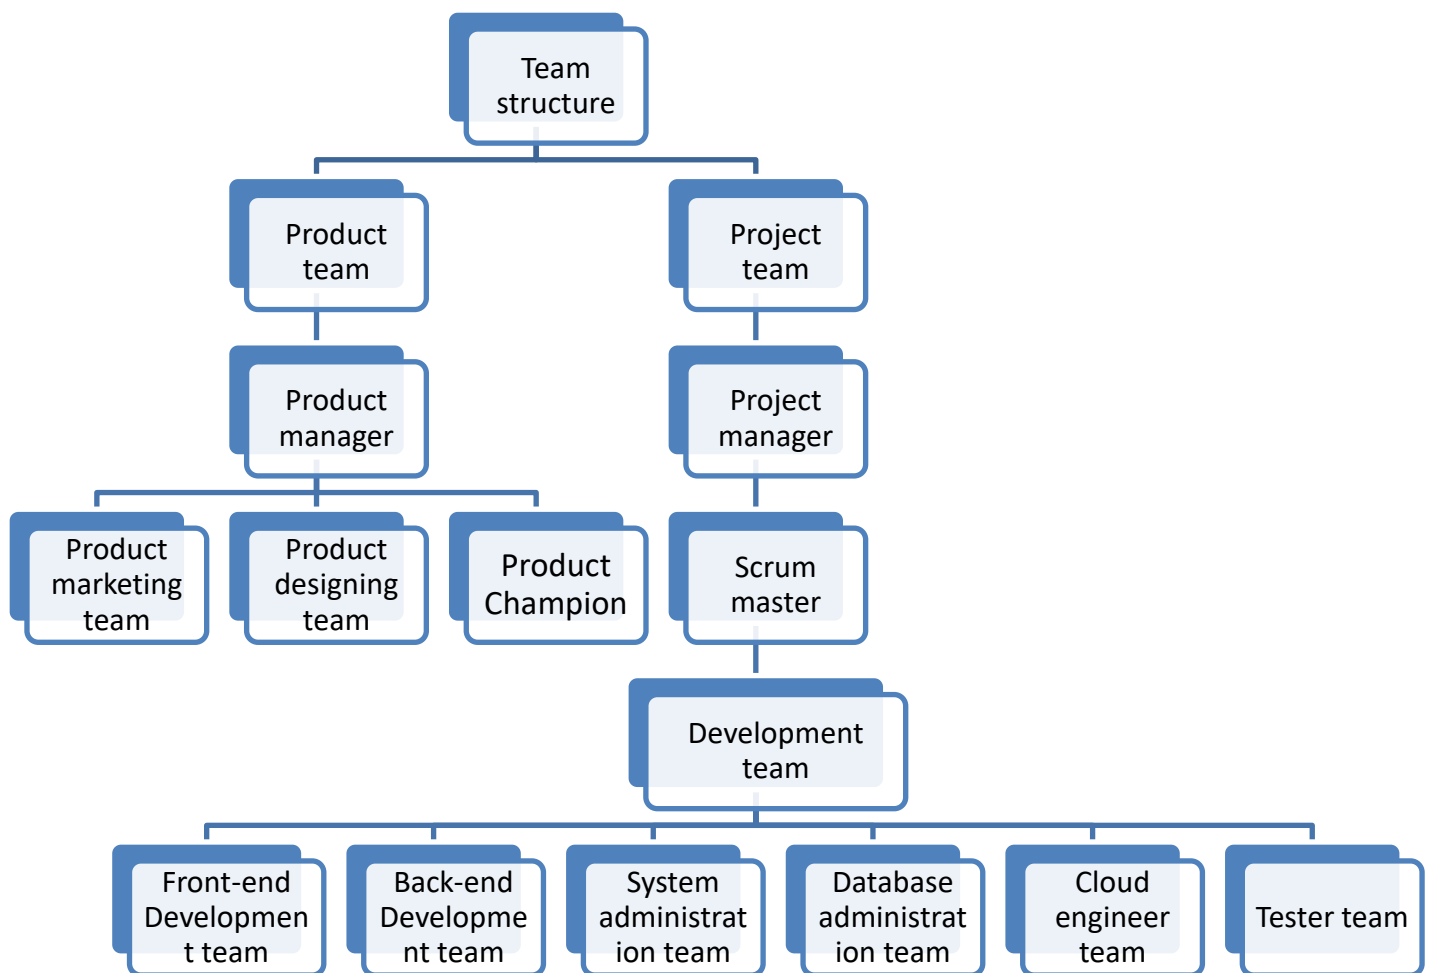 Team
structure
Product
team
Project
team
Product
manager
Project
manager
Product
marketing
team
Product
designing
team
Product
Champion
Scrum
master
Development
team
Front-end
Developmen
t team
Back-end
Developme
nt team
System
administrat
ion team
Database
administrat
ion team
Cloud
engineer
team
Tester team